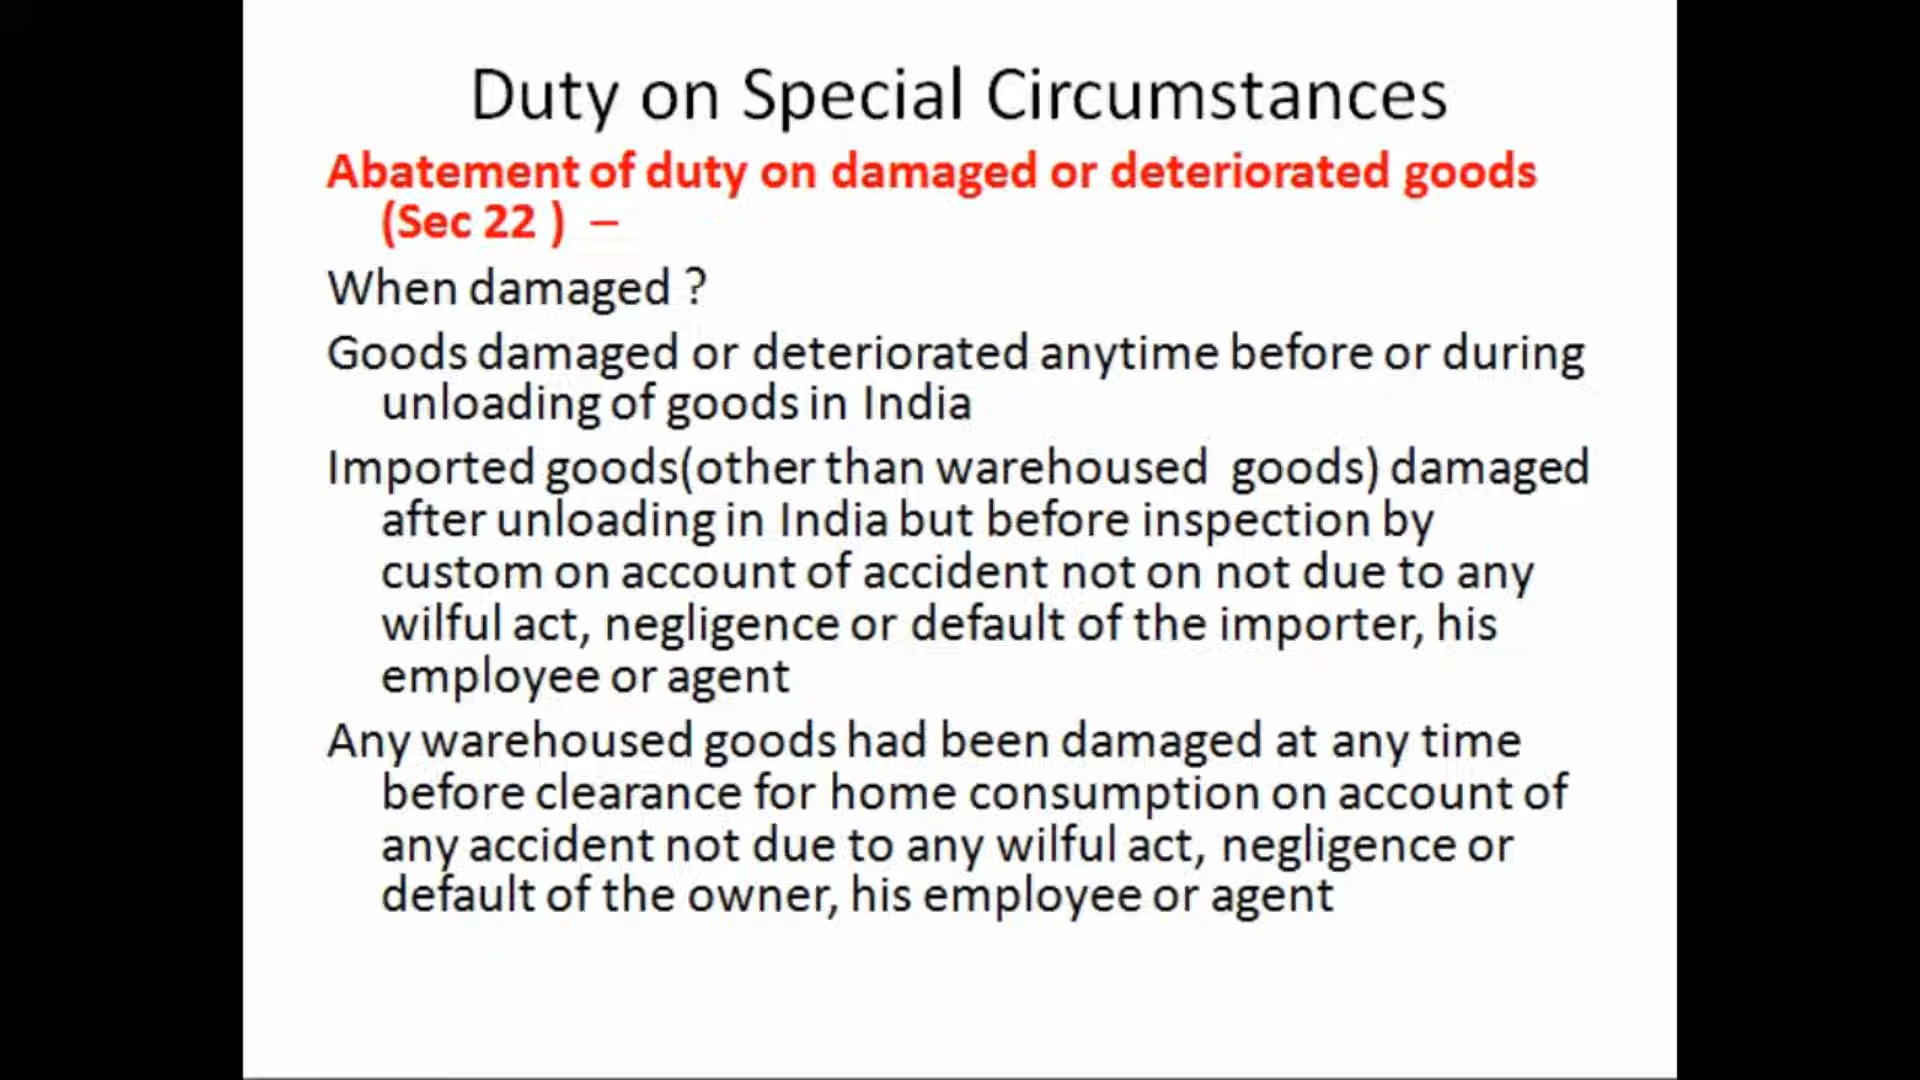 Duty on Special Circumstances
Abatement of duty on damaged or deteriorated goods
(Sec 22 ) –
When damaged ?
Goods damaged or deteriorated anytime before or during
unloading of goods in India
Imported goods(other than warehoused goods) damaged
after unloading in India but before inspection by
custom on account of accident not on not due to any
wilful act, negligence or default of the importer, his
employee or agent
Any warehoused goods had been damaged at any time
before clearance for home consumption on account of
any accident not due to any wilful act, negligence or
default of the owner, his employee or agent